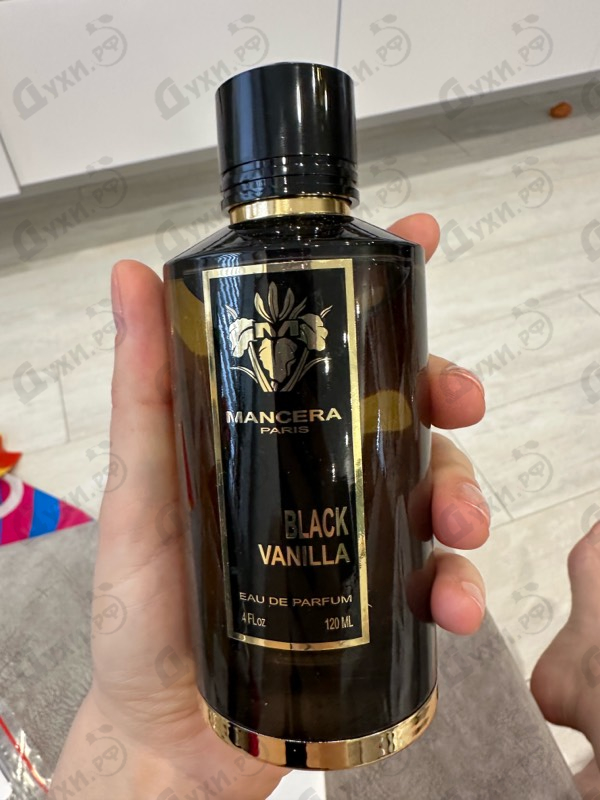 MANCERA
PARIS
BLACK
VANILLA
EAU DE PARFUM
4 FL.oz 120 ML
Духи.рф